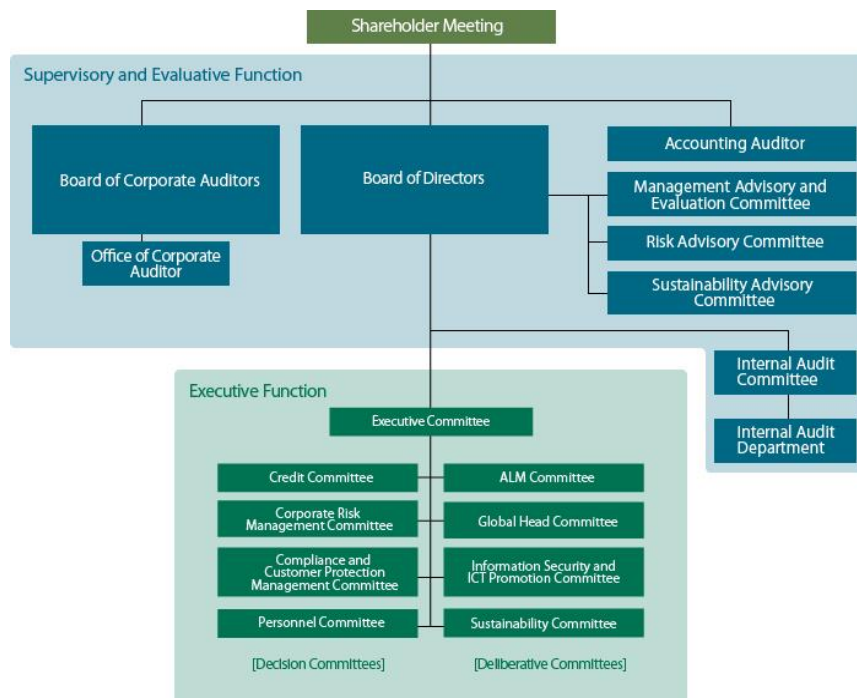 Shareholder Meeting
Supervisory and Evaluative Function
Board of Corporate Auditors
Board of Directors
Accounting Auditor
Management Advisory and
Evaluation Committee
Risk Advisory Committee
Sustainability Advisory
Committee
Office of Corporate
Auditor
Internal Audit
Committee
Internal Audit
Department
Executive Function
Executive Committee
Credit Committee
ALM Committee
Corporate Risk
Management Committee
Global Head Committee
Compliance and
Customer Protection
Management Committee
Information Security and
ICT Promotion Committee
Personnel Committee
Sustainability Committee
[Decision Committees]
[Deliberative Committees]